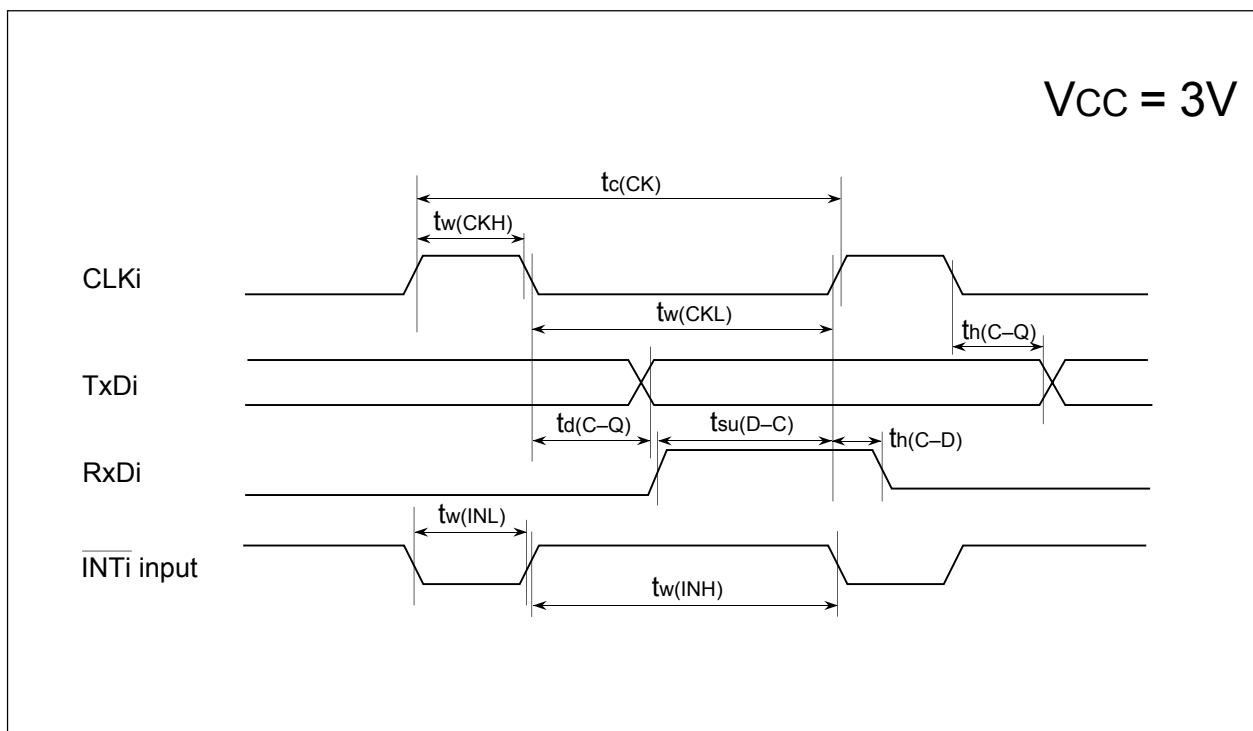 VCC = 3V
tc(CK)
tw(CKH)
CLKi
tw(CKL)
th(C–Q)
TxDi
td(C–Q)
tsu(D–C)
th(C–D)
RxDi
tw(INL)
INTi input
tw(INH)